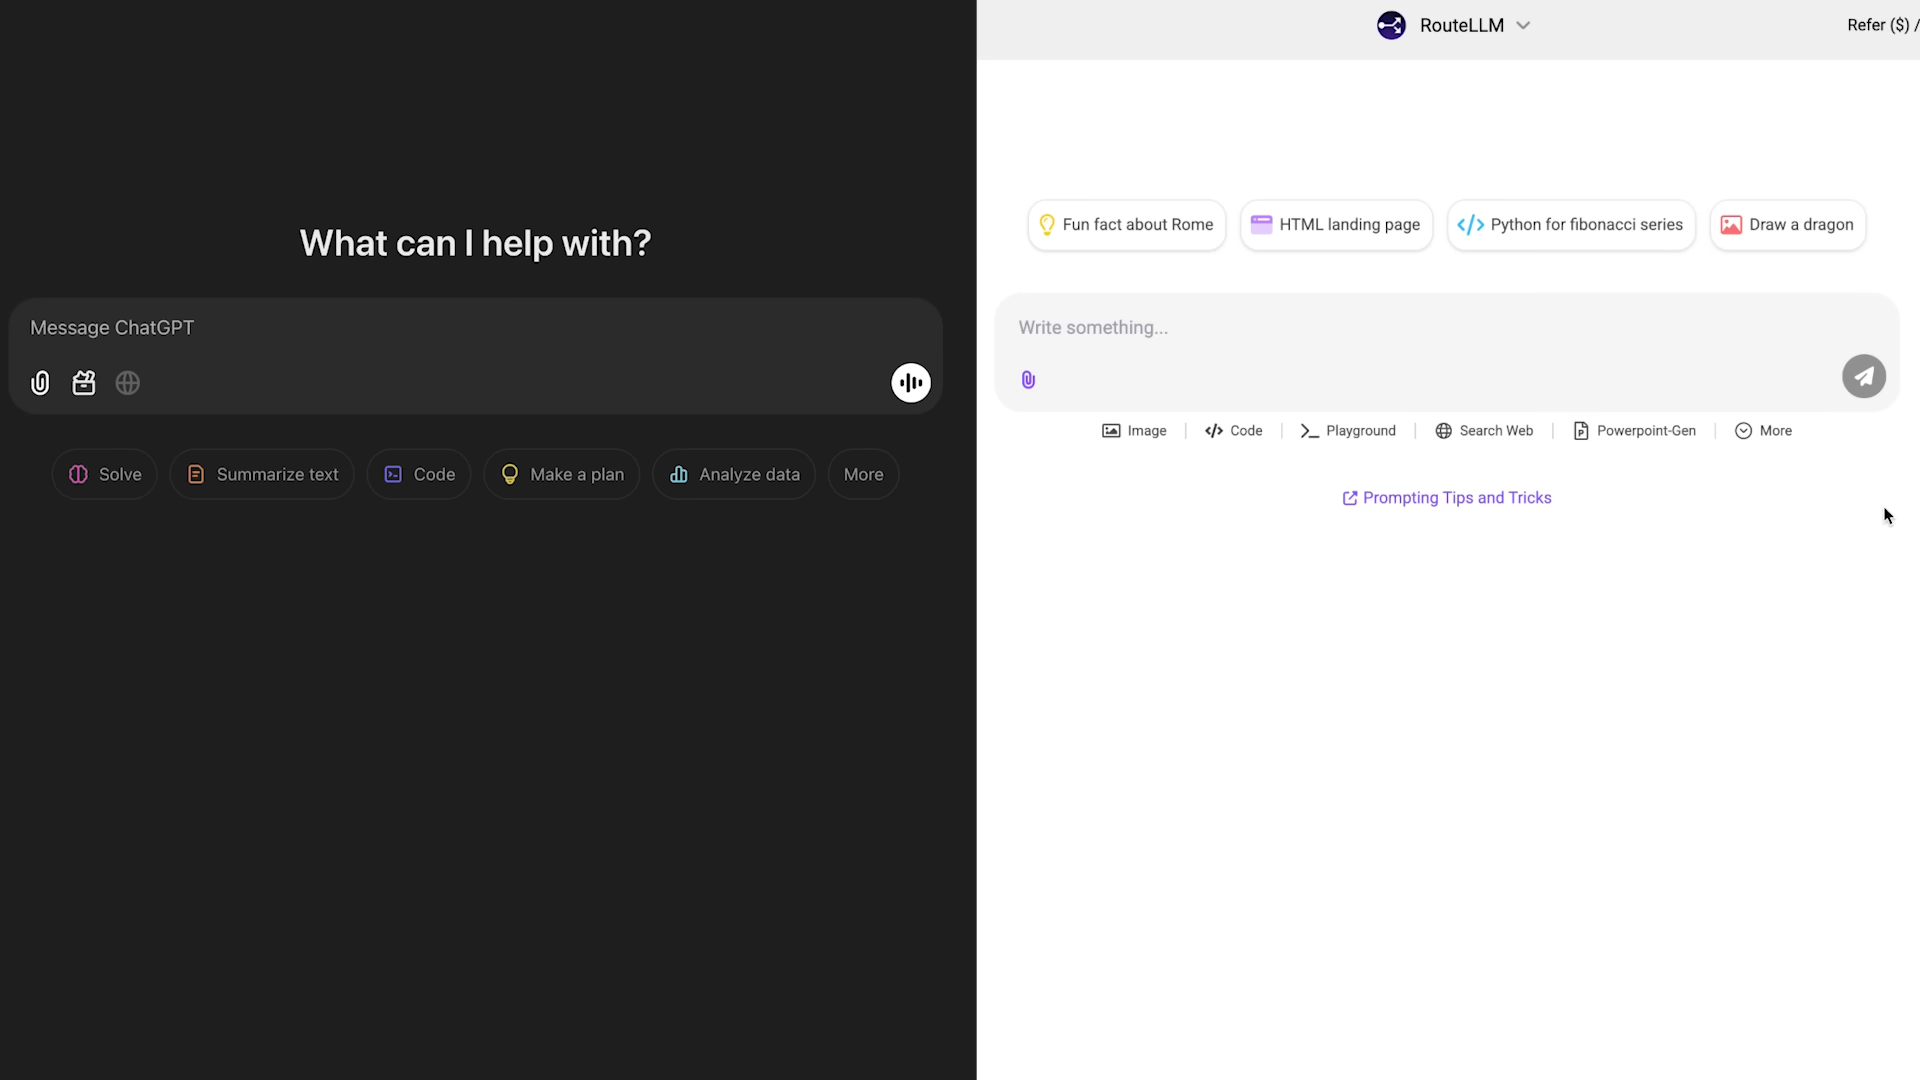 What can I help with?
Message ChatGPT
Solve
Summarize text
Code
Make a plan
Analyze data
More
RouteLLM
Refer ($) /
Fun fact about Rome
HTML landing page
Python for fibonacci series
Draw a dragon
Write something...
Image
Code
Playground
Search Web
Powerpoint-Gen
More
Prompting Tips and Tricks